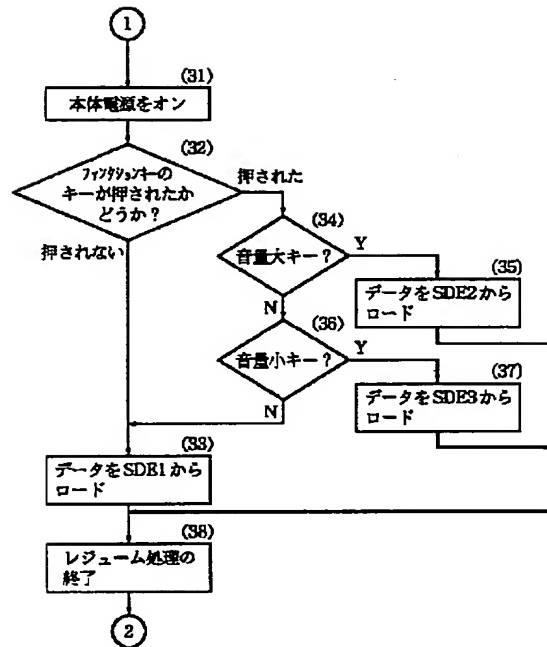 1
(31)
本体電源をオン
(32)
ファンクションキーの
キーが押されたか
どうか?
押された
押されない
(34)
音量大キー?
Y
N
(35)
データをSDE2から
ロード
(36)
音量小キー?
Y
N
(37)
データをSDE3から
ロード
(33)
データをSDE1から
ロード
(38)
レジューム処理の
終了
2